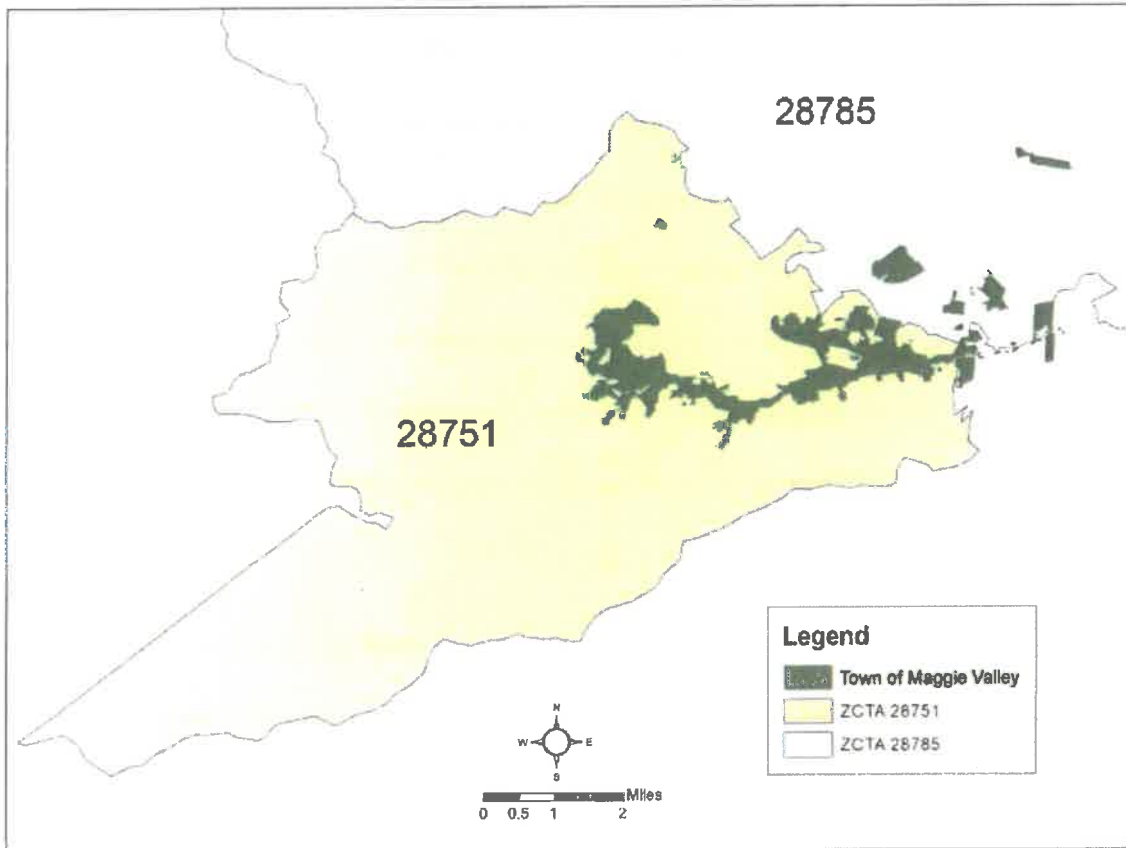 28785
28751
Legend
Town of Maggie Valley
ZCTA 28751
ZCTA 28785
N
W E
S
Miles
0 0.5 1 2